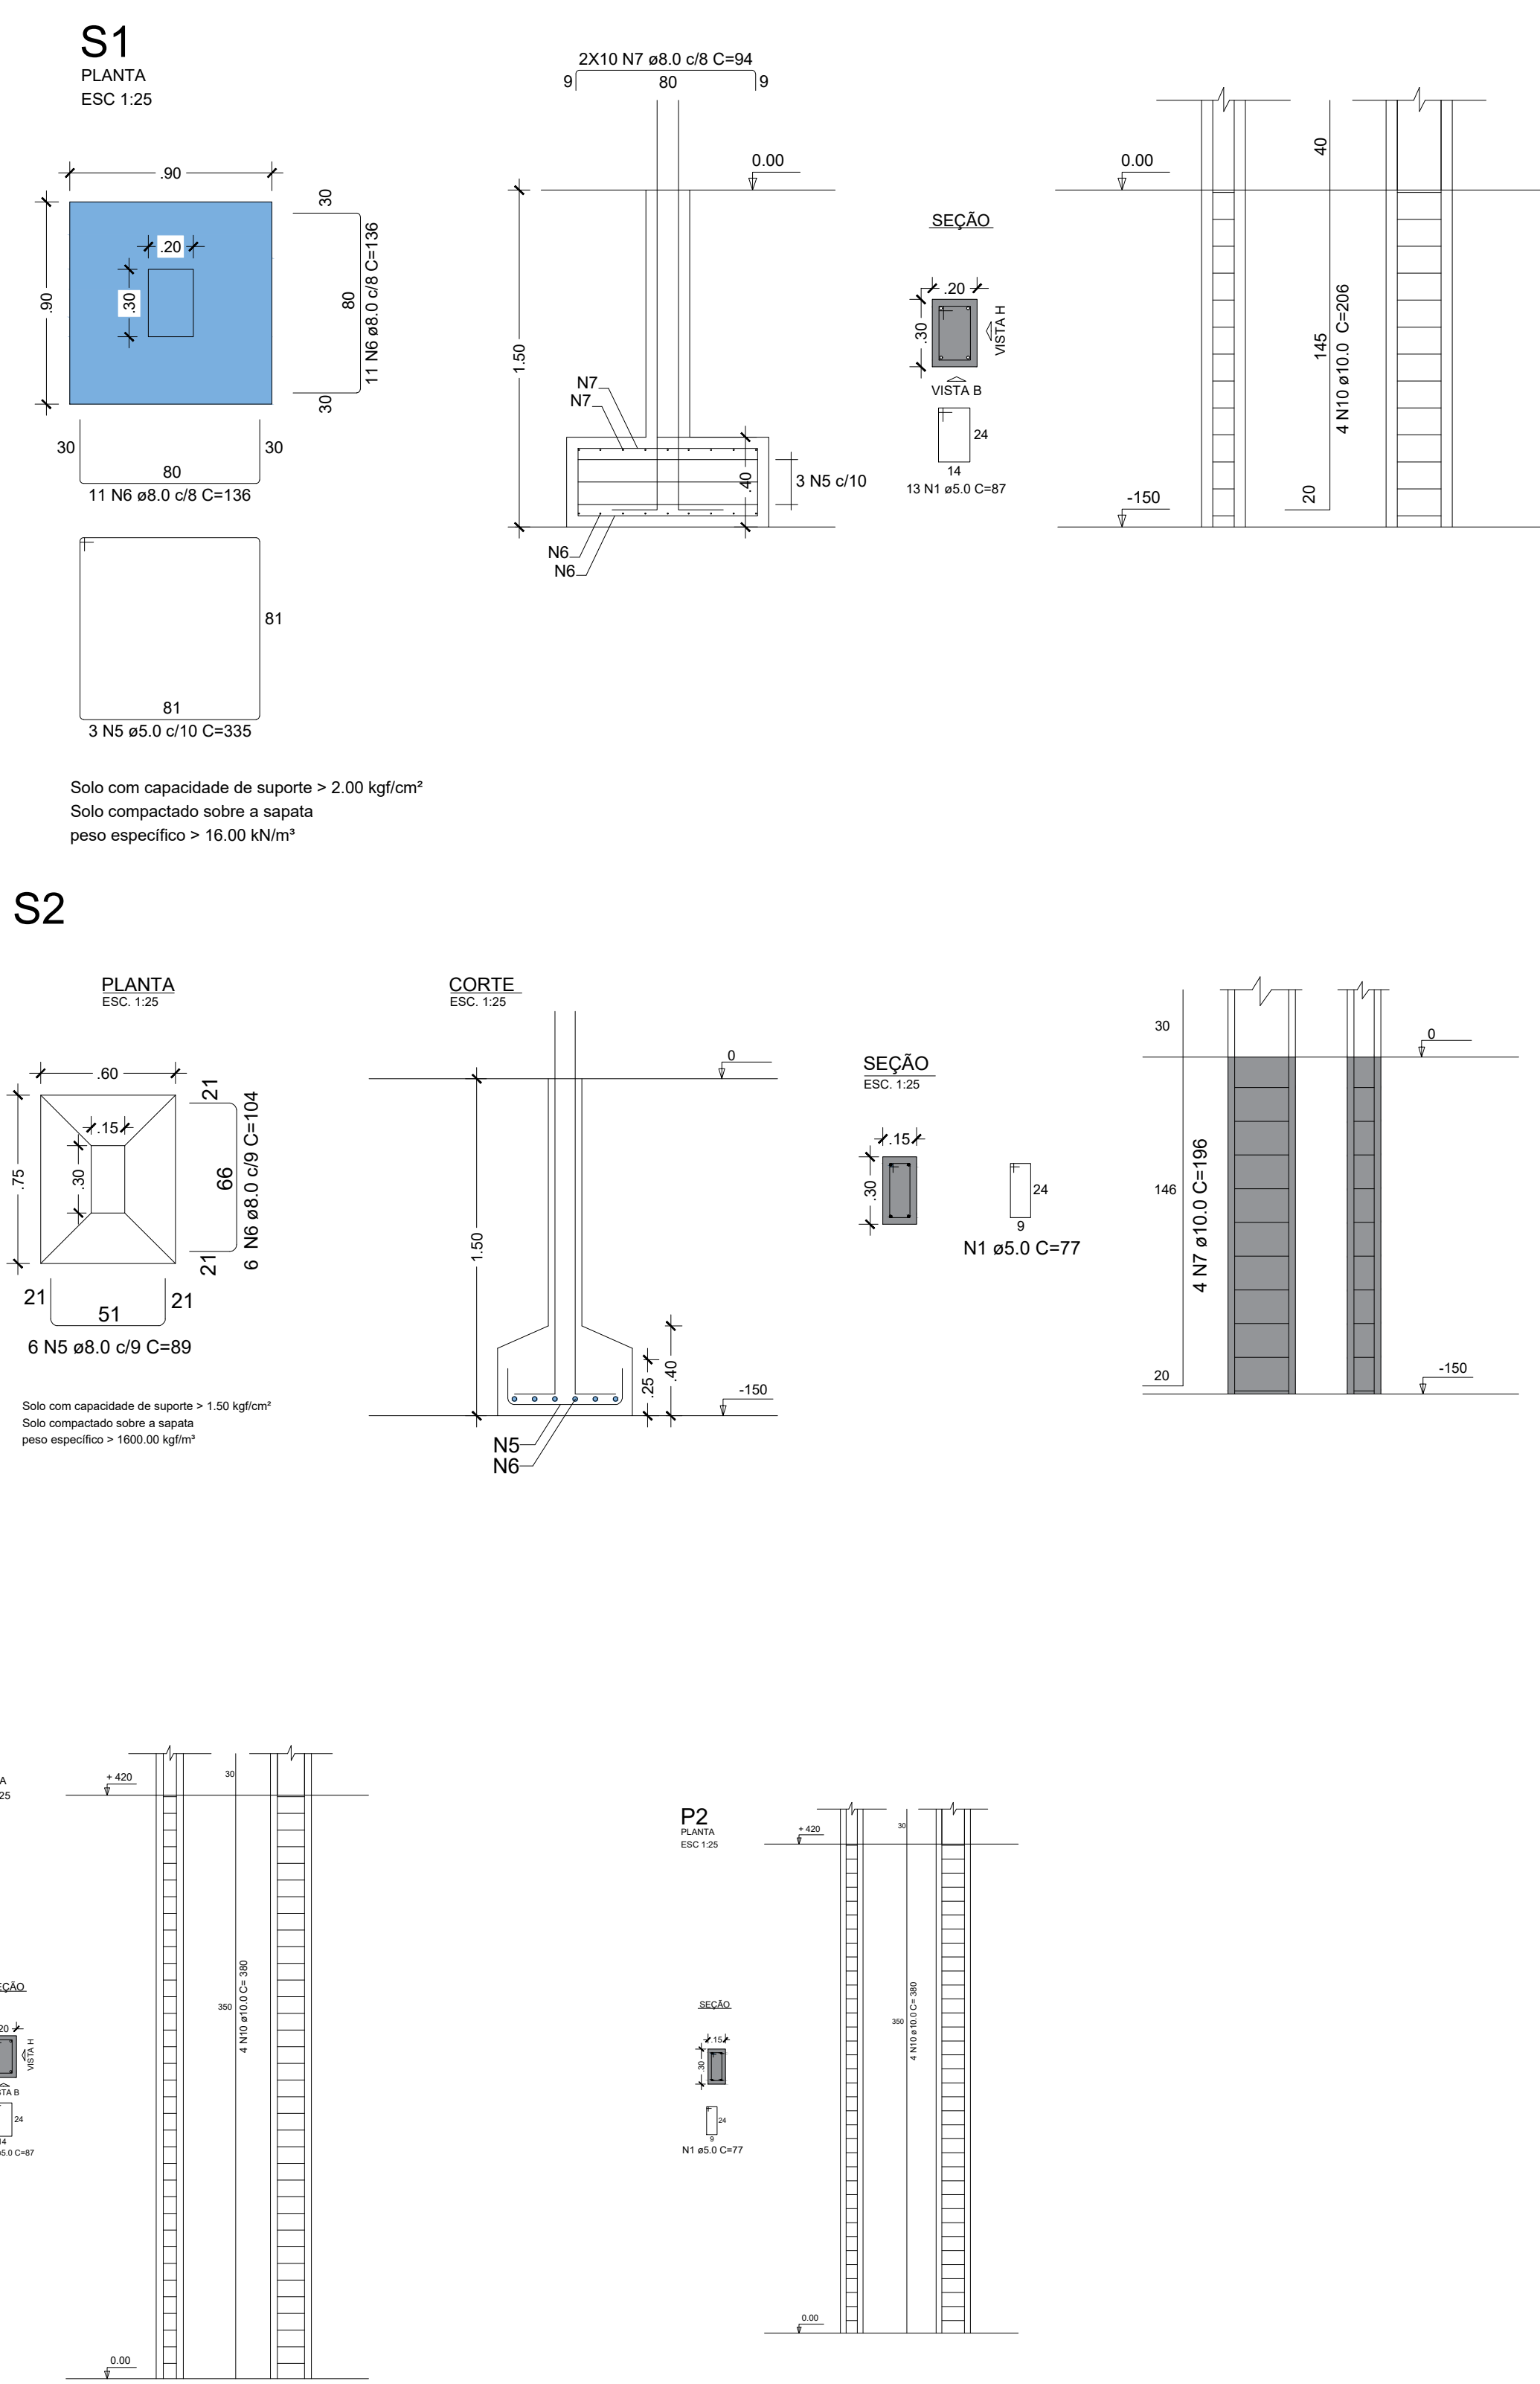 S1
PLANTA
ESC 1:25
.90
.90
.20
.30
30
80
30
11 N6 ø8.0 c/8 C=136
30
80
30
11 N6 ø8.0 c/8 C=136
81
81
3 N5 ø5.0 c/10 C=335
Solo com capacidade de suporte > 2.00 kgf/cm²
Solo compactado sobre a sapata
peso específico > 16.00 kN/m³
2X10 N7 ø8.0 c/8 C=94
9
80
9
0.00
1.50
N7
N7
.40
3 N5 c/10
N6
N6
SEÇÃO
.20
.30
VISTA H
VISTA B
24
14
13 N1 ø5.0 C=87
0.00
-150
40
145
4 N10 ø10.0 C=206
20
S2
PLANTA
ESC. 1:25
.60
.75
.15
.30
21
66
21
6 N6 ø8.0 c/9 C=104
21
51
21
6 N5 ø8.0 c/9 C=89
Solo com capacidade de suporte > 1.50 kgf/cm²
Solo compactado sobre a sapata
peso específico > 1600.00 kgf/m³
CORTE
ESC. 1:25
0
1.50
.25
.40
-150
N5
N6
SEÇÃO
ESC. 1:25
.15
.30
24
9
N1 ø5.0 C=77
30
146
4 N7 ø10.0 C=196
20
0
-150
A
25
+ 420
30
350
4 N10 ø10.0 C= 380
0.00
EÇÃO
20
VISTA H
TA B
24
14
5.0 C=87
P2
PLANTA
ESC 1:25
+ 420
30
350
4 N10 ø10.0 C= 380
0.00
SEÇÃO
.15
.30
24
9
N1 ø5.0 C=77